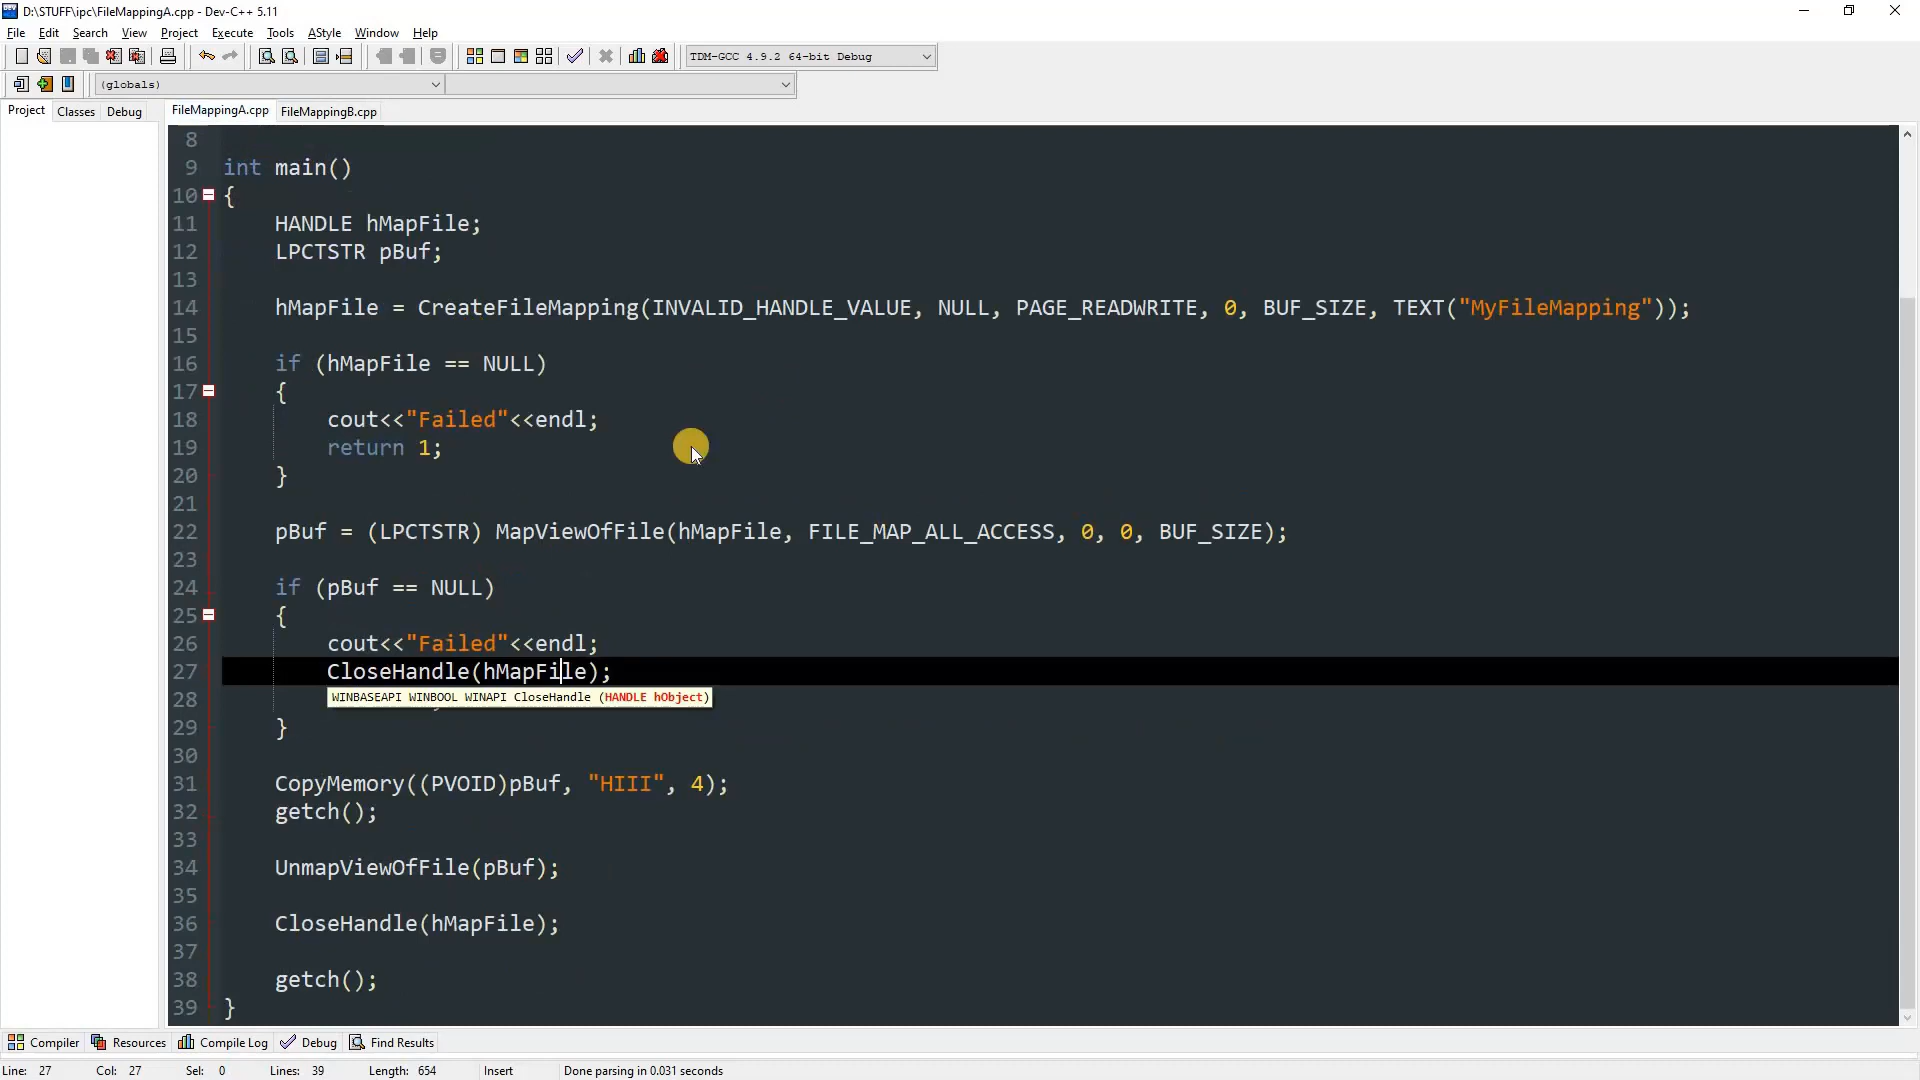 D:\STUFF\ipc\FileMappingA.cpp - Dev-C++ 5.11
File Edit Search View Project Execute Tools AStyle Window Help
TDM-GCC 4.9.2 64-bit Debug
(globals)
Project Classes Debug FileMappingA.cpp FileMappingB.cpp
8
9 int main()
10 {
11 HANDLE hMapFile;
12 LPCTSTR pBuf;
13
14 hMapFile = CreateFileMapping(INVALID_HANDLE_VALUE, NULL, PAGE_READWRITE, 0, BUF_SIZE, TEXT("MyFileMapping"));
15
16 if (hMapFile == NULL)
17 {
18 cout<<"Failed"<<endl;
19 return 1;
20 }
21
22 pBuf = (LPCTSTR) MapViewOfFile(hMapFile, FILE_MAP_ALL_ACCESS, 0, 0, BUF_SIZE);
23
24 if (pBuf == NULL)
25 {
26 cout<<"Failed"<<endl;
27 CloseHandle(hMapFile);
28 WINBASEAPI WINBOOL WINAPI CloseHandle (HANDLE hObject)
29 }
30
31 CopyMemory((PVOID)pBuf, "HIII", 4);
32 getch();
33
34 UnmapViewOfFile(pBuf);
35
36 CloseHandle(hMapFile);
37
38 getch();
39 }
Compiler Resources Compile Log Debug Find Results
Line: 27 Col: 27 Sel: 0 Lines: 39 Length: 654 Insert Done parsing in 0.031 seconds